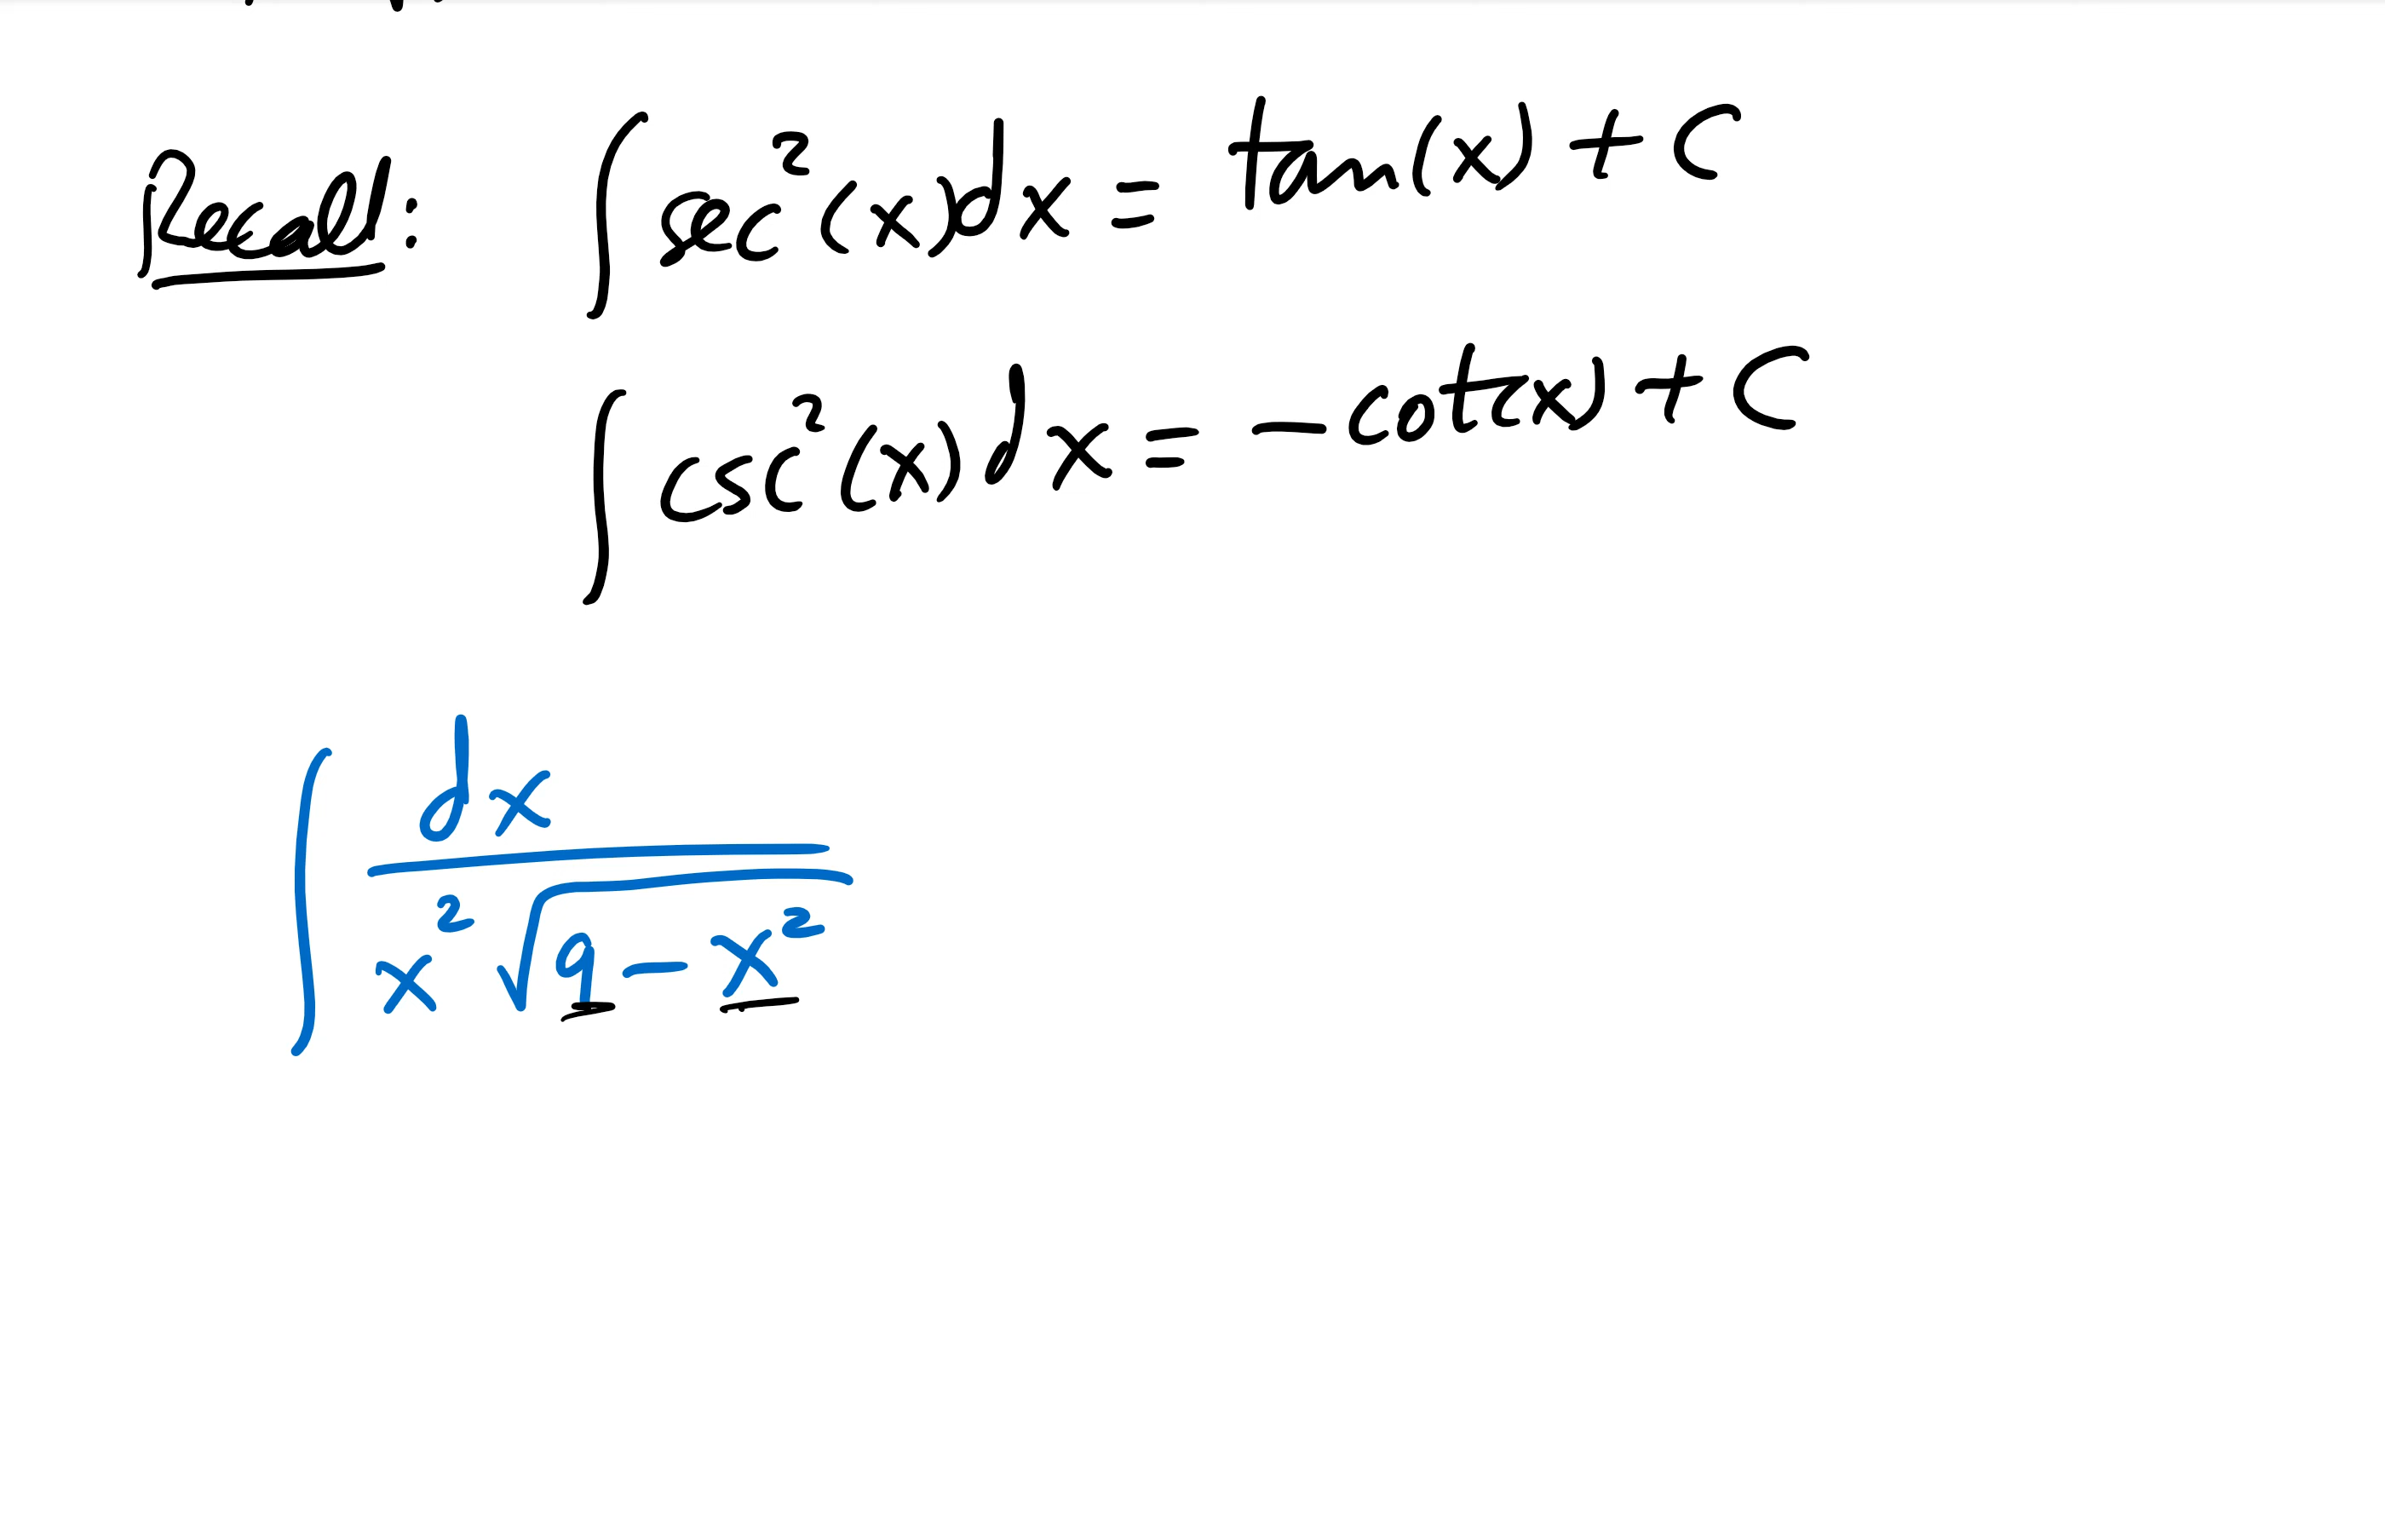 Recall: ∫ sec²(x)dx = tan(x) + C
∫ csc²(x)dx = -cot(x) + C
∫ dx / (x²√(9-x²))